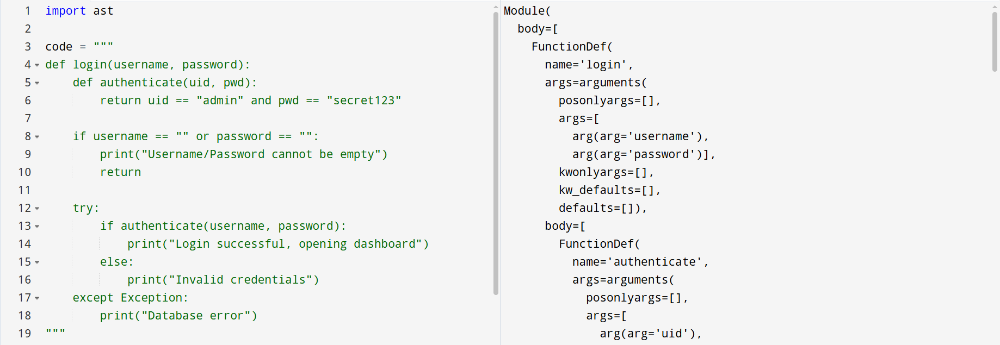 1 import ast
2
3 code = """
4 def login(username, password):
5     def authenticate(uid, pwd):
6         return uid == "admin" and pwd == "secret123"
7
8     if username == "" or password == "":
9         print("Username/Password cannot be empty")
10         return
11
12     try:
13         if authenticate(username, password):
14             print("Login successful, opening dashboard")
15         else:
16             print("Invalid credentials")
17     except Exception:
18         print("Database error")
19 """
Module(
  body=[
    FunctionDef(
      name='login',
      args=arguments(
        posonlyargs=[],
        args=[
          arg(arg='username'),
          arg(arg='password')],
        kwonlyargs=[],
        kw_defaults=[],
        defaults=[]),
      body=[
        FunctionDef(
          name='authenticate',
          args=arguments(
            posonlyargs=[],
            args=[
              arg(arg='uid'),